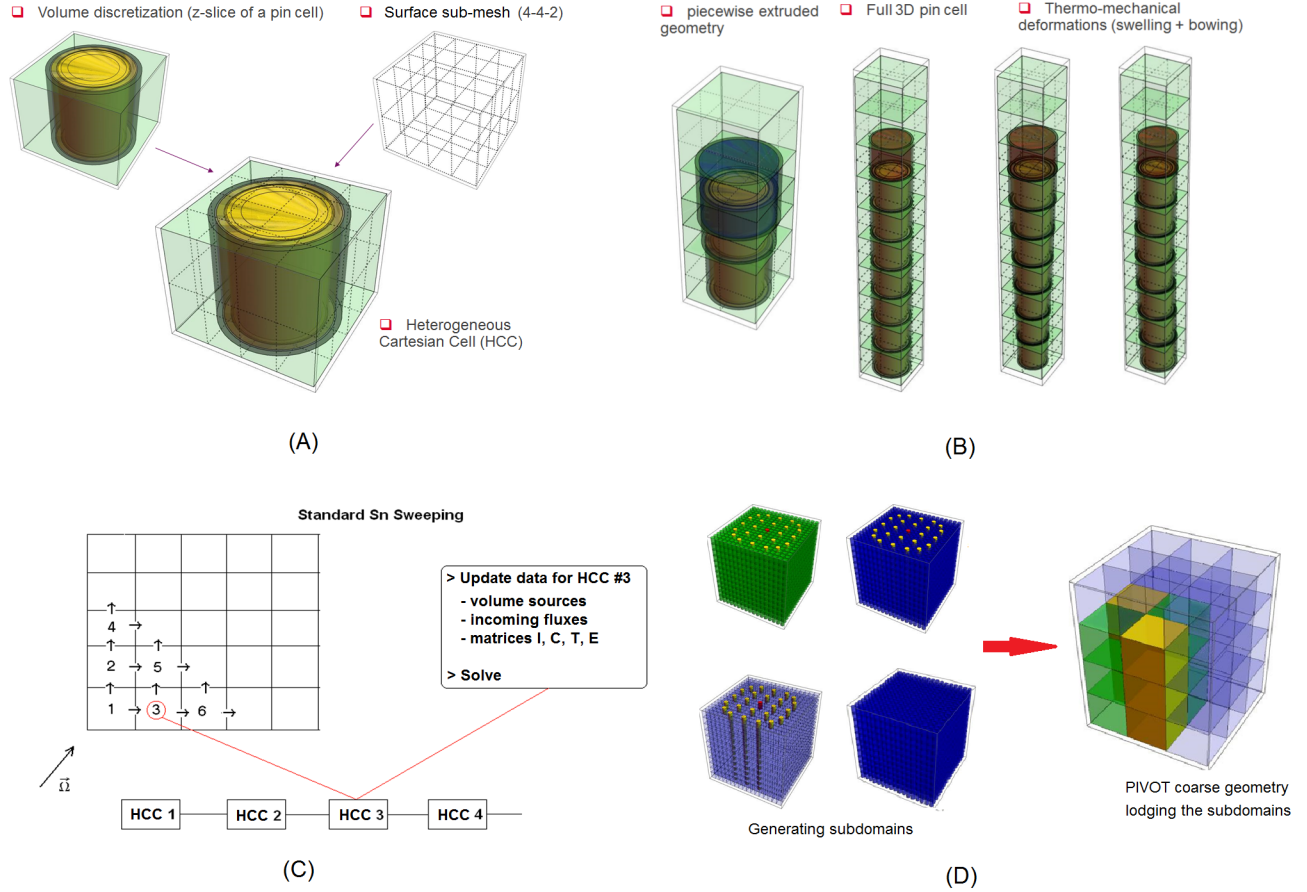 Volume discretization (z-slice of a pin cell)
Surface sub-mesh (4-4-2)
Heterogeneous
Cartesian Cell (HCC)
(A)
piecewise extruded
geometry
Full 3D pin cell
Thermo-mechanical
deformations (swelling + bowing)
(B)
Standard Sn Sweeping
4
2 5
1 3 6
Ω
> Update data for HCC #3
- volume sources
- incoming fluxes
- matrices I, C, T, E
> Solve
HCC 1 HCC 2 HCC 3 HCC 4
(C)
Generating subdomains
PIVOT coarse geometry
lodging the subdomains
(D)